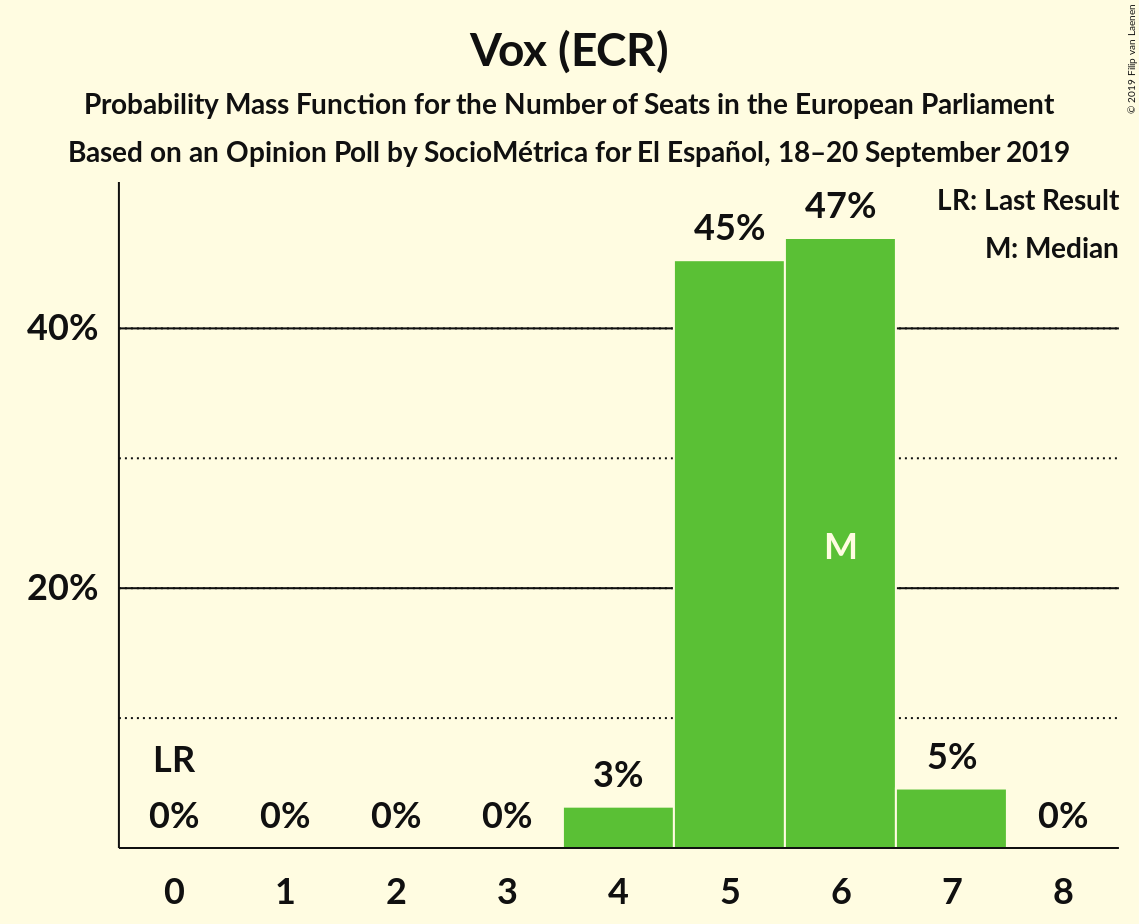 Vox (ECR)
Probability Mass Function for the Number of Seats in the European Parliament
Based on an Opinion Poll by SocioMétrica for El Español, 18–20 September 2019
© 2019 Filip van Laenen
LR: Last Result
M: Median
47%
45%
40%
M
20%
LR
5%
3%
0% 0% 0% 0% 0%
0 1 2 3 4 5 6 7 8